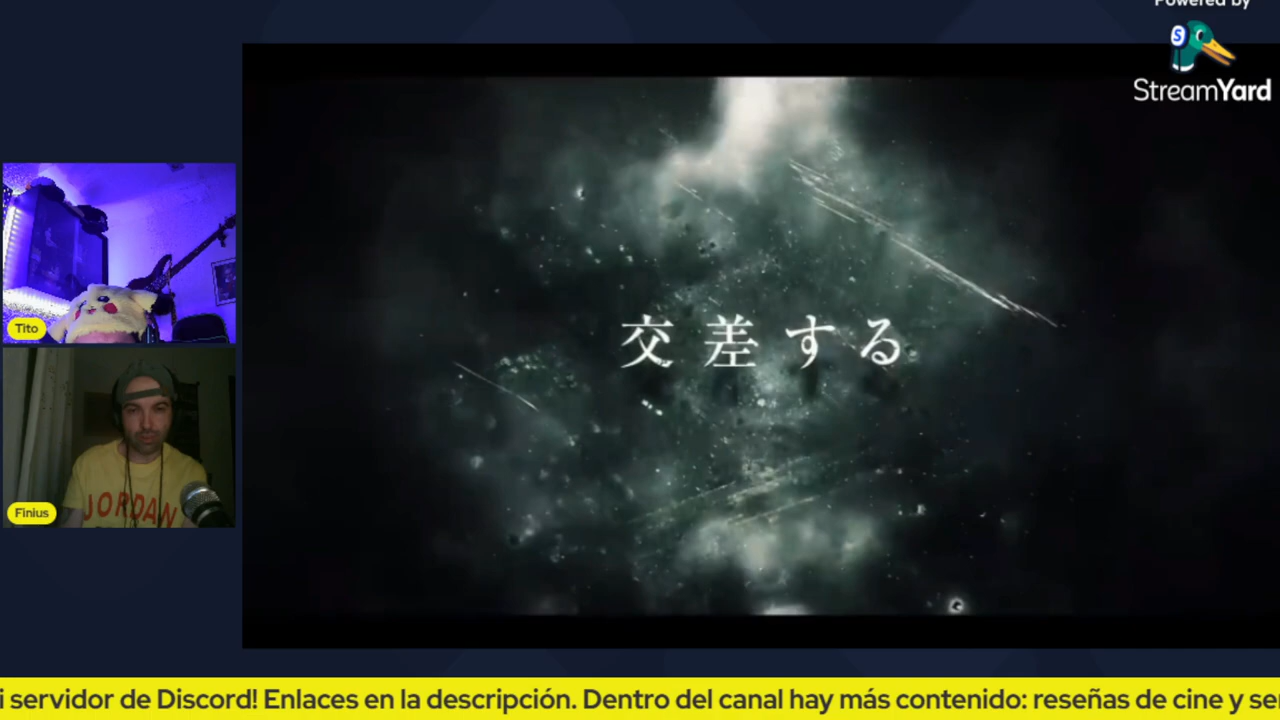 Powered by
StreamYard
交差する
Tito
JORDAN
Finius
servidor de Discord! Enlaces en la descripción. Dentro del canal hay más contenido: reseñas de cine y